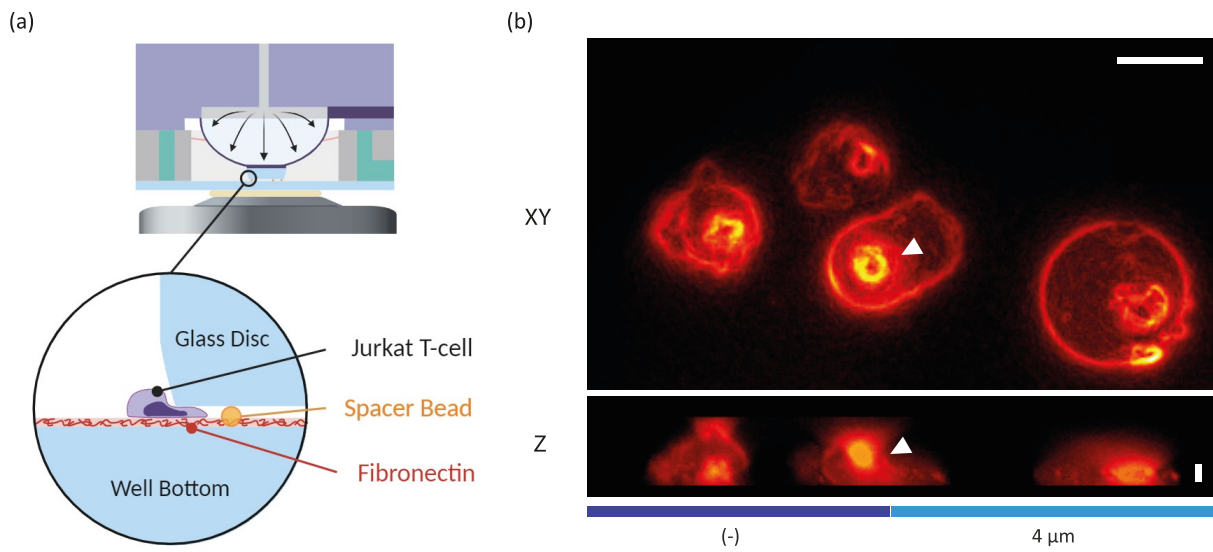 (a)
(b)
XY
Glass Disc
Jurkat T-cell
Spacer Bead
Fibronectin
Well Bottom
Z
(-)
4 µm